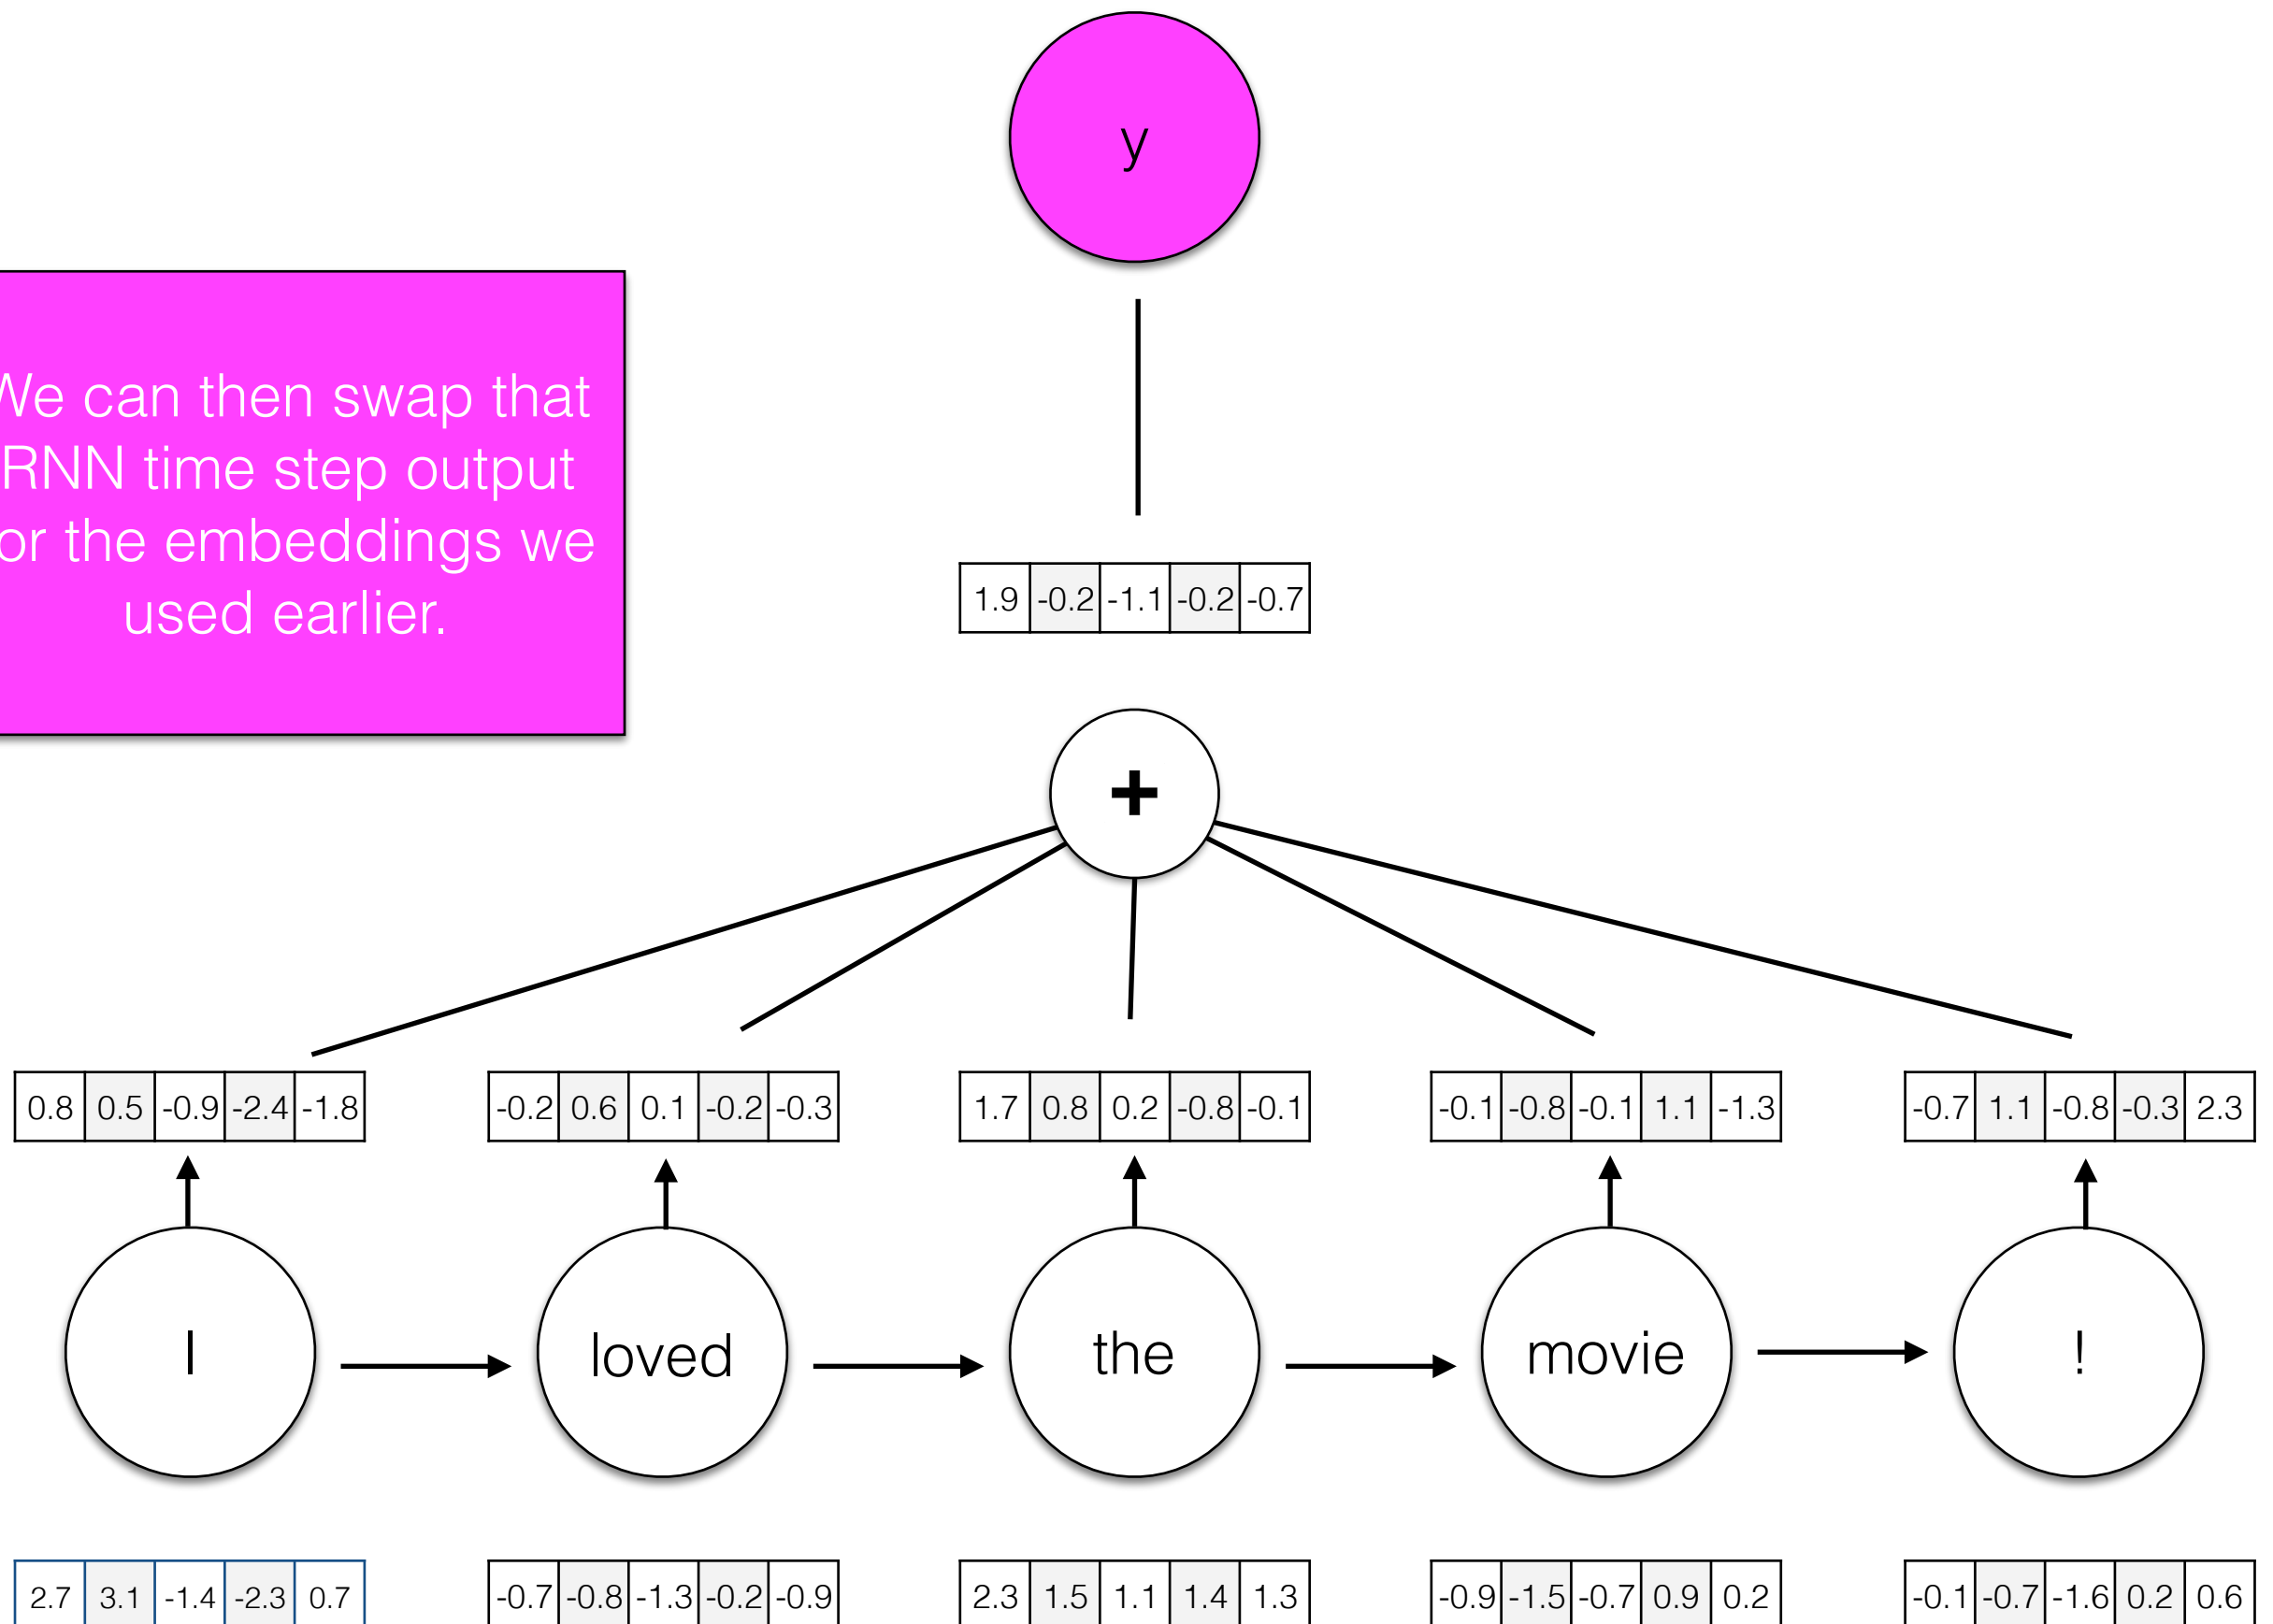 y
We can then swap that
RNN time step output
or the embeddings we
used earlier.
1.9 -0.2 -1.1 -0.2 -0.7
+
0.8 0.5 -0.9 -2.4 -1.8 -0.2 0.6 0.1 -0.2 -0.3 1.7 0.8 0.2 -0.8 -0.1 -0.1 -0.8 -0.1 1.1 -1.3 -0.7 1.1 -0.8 -0.3 2.3
I loved the movie !
2.7 3.1 -1.4 -2.3 0.7 -0.7 -0.8 -1.3 -0.2 -0.9 2.3 1.5 1.1 1.4 1.3 -0.9 -1.5 -0.7 0.9 0.2 -0.1 -0.7 -1.6 0.2 0.6